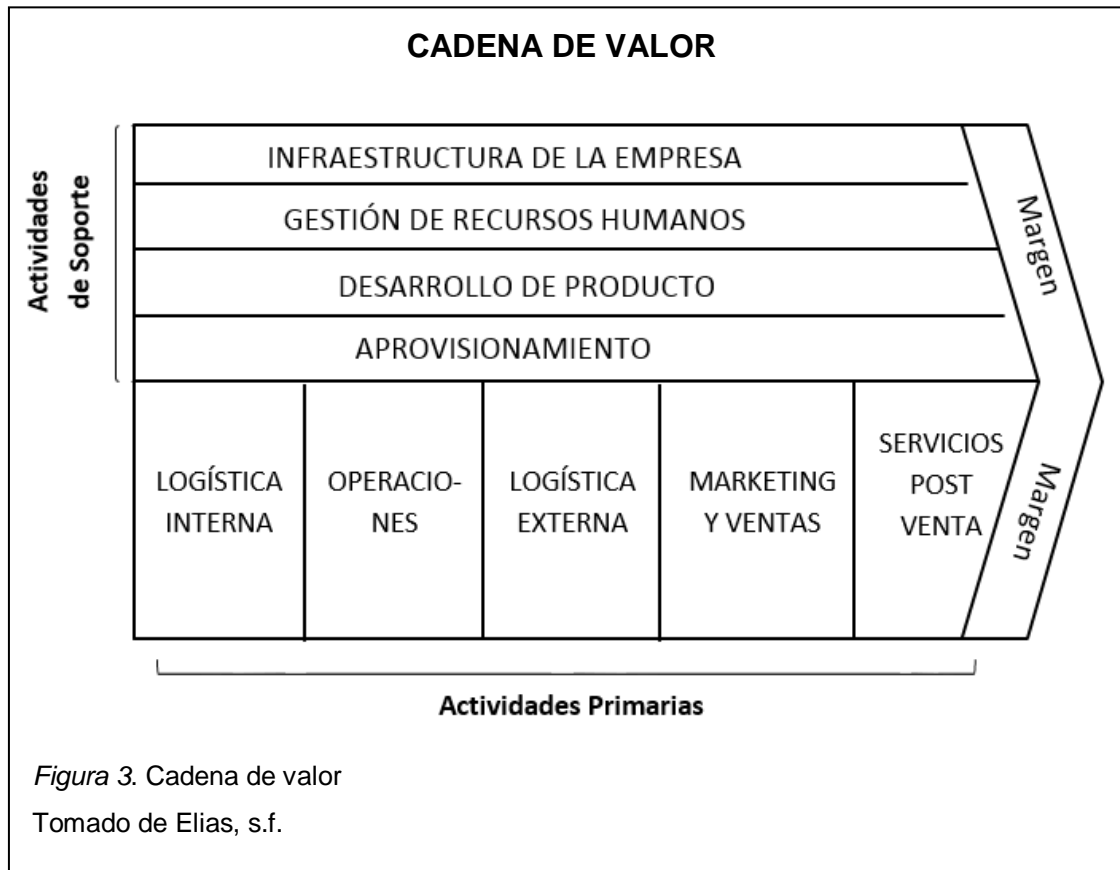 CADENA DE VALOR
Actividades
de Soporte
INFRAESTRUCTURA DE LA EMPRESA
GESTIÓN DE RECURSOS HUMANOS
DESARROLLO DE PRODUCTO
APROVISIONAMIENTO
Margen
LOGÍSTICA
INTERNA
OPERACIO-
NES
LOGÍSTICA
EXTERNA
MARKETING
Y VENTAS
SERVICIOS
POST
VENTA
Margen
Actividades Primarias
Figura 3. Cadena de valor
Tomado de Elias, s.f.